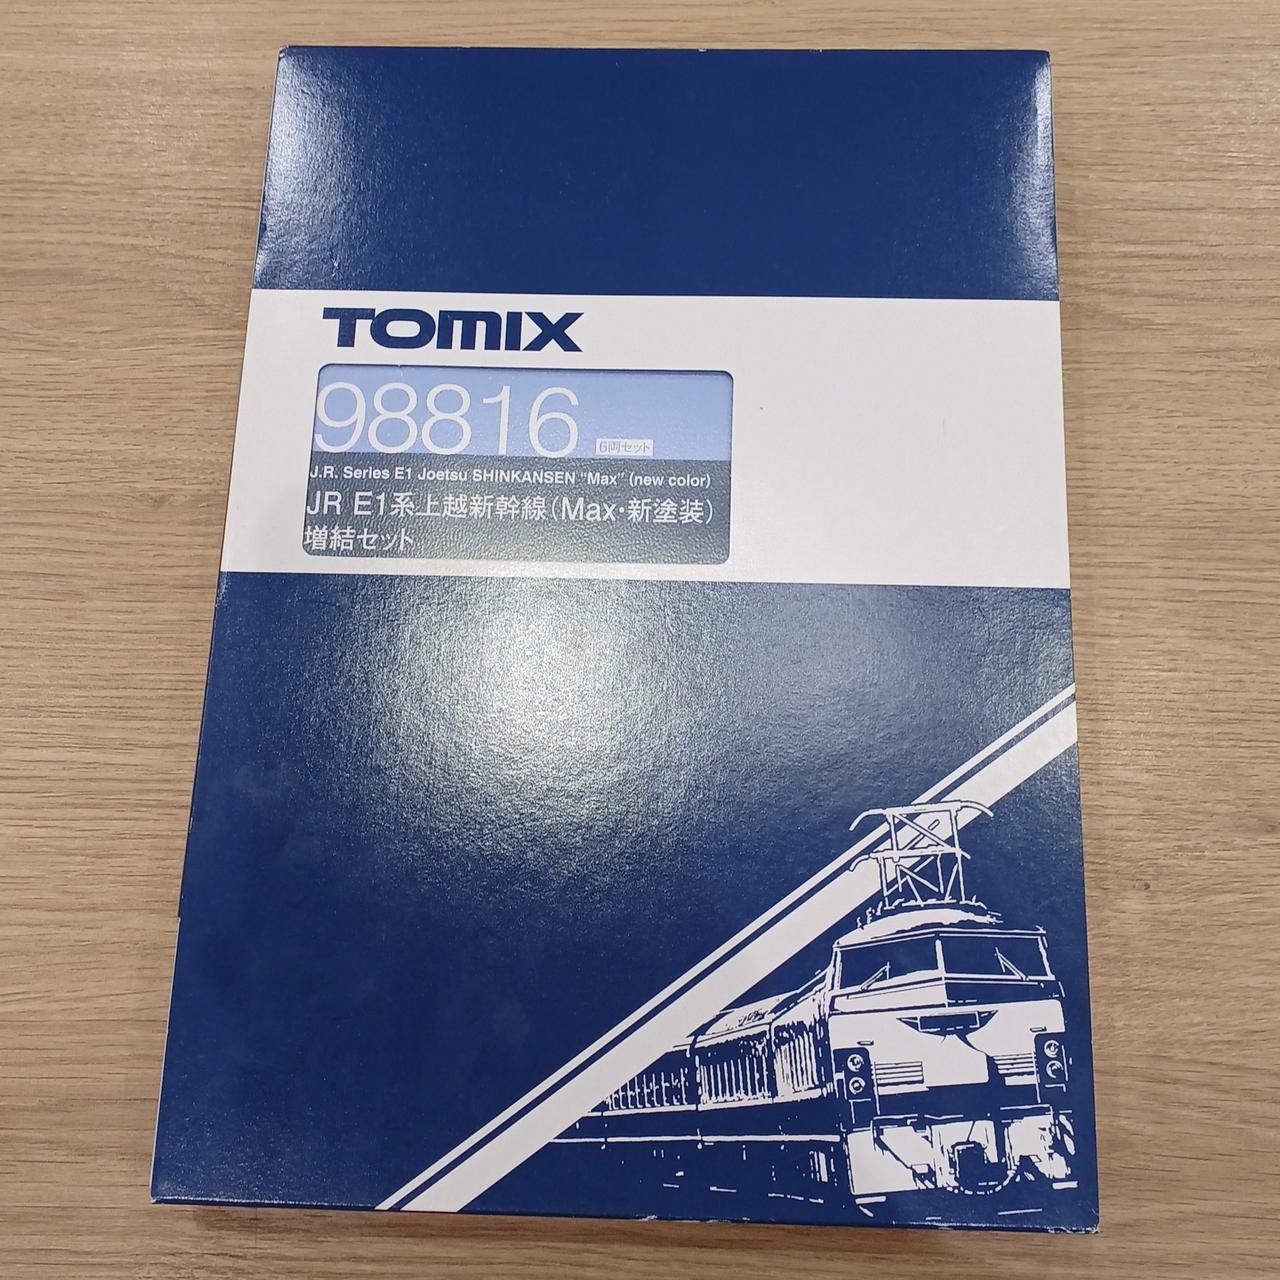 TOMIX
98816 6両セット
J.R. Series E1 Joetsu SHINKANSEN "Max" (new color)
JR E1系上越新幹線(Max・新塗装)
増結セット